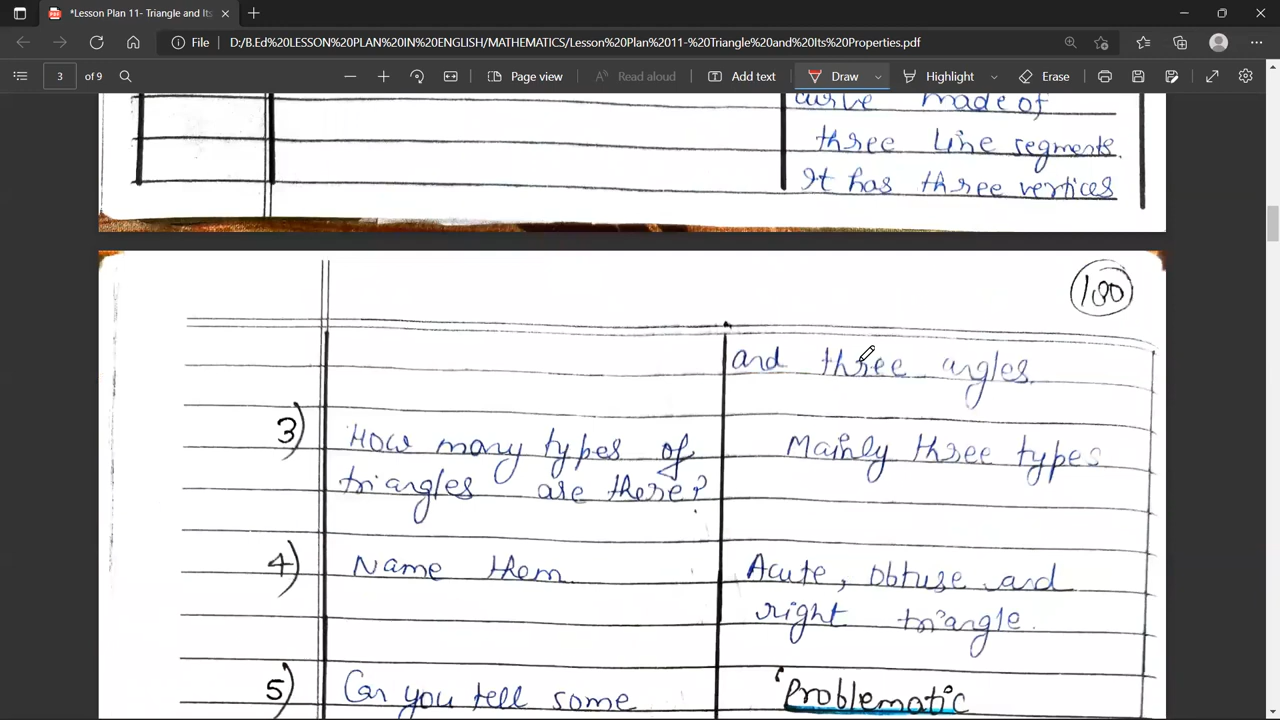 *Lesson Plan 11- Triangle and Its
File D:/B.Ed%20LESSON%20PLAN%20IN%20ENGLISH/MATHEMATICS/Lesson%20Plan%2011-%20Triangle%20and%20Its%20Properties.pdf
3 of 9 Page view Read aloud Add text Draw Highlight Erase
curve made of
three line segments.
It has three vertices
100
and three angles.
3) How many types of Mainly three types
triangles are there?
4) Name them Acute, obtuse and
right triangle.
5) Can you tell some 'Problematic